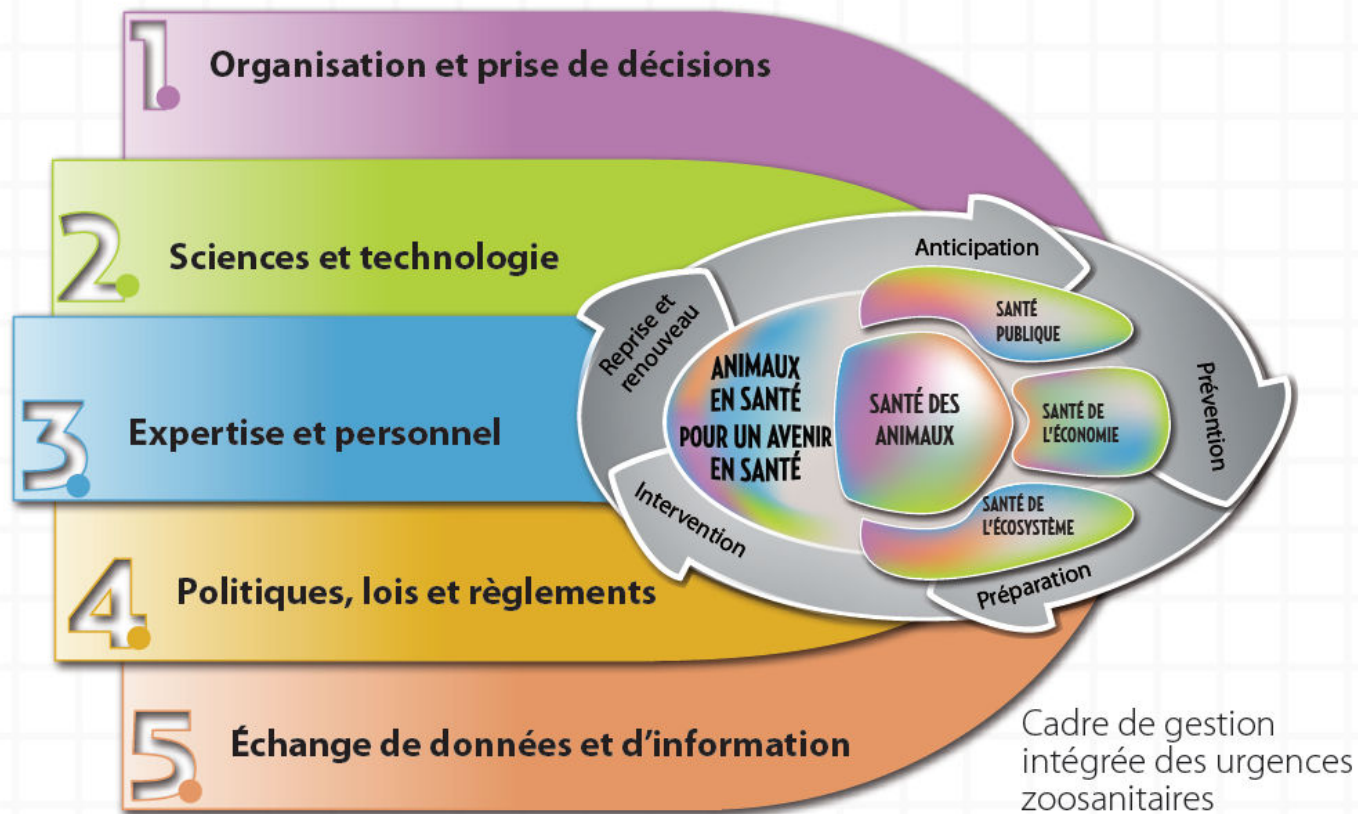 1 Organisation et prise de décisions
2 Sciences et technologie
3 Expertise et personnel
4 Politiques, lois et règlements
5 Échange de données et d'information
Anticipation
Prévention
Préparation
Intervention
Reprise et
renouveau
ANIMAUX
EN SANTÉ
POUR UN AVENIR
EN SANTÉ
SANTÉ DES
ANIMAUX
SANTÉ
PUBLIQUE
SANTÉ DE
L'ÉCONOMIE
SANTÉ DE
L'ÉCOSYSTÈME
Cadre de gestion
intégrée des urgences
zoosanitaires